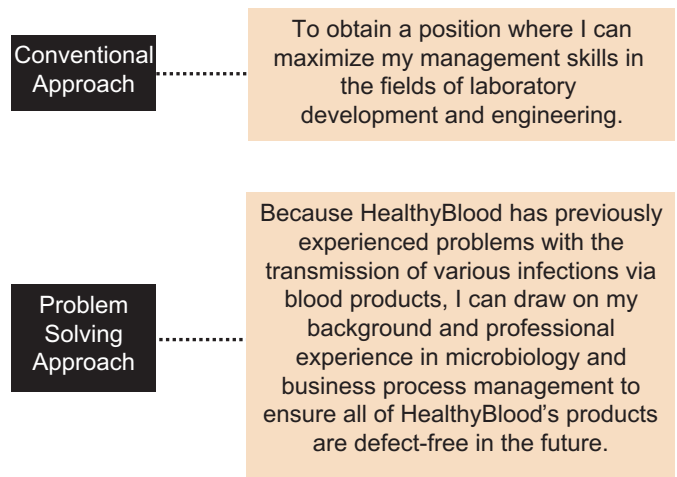 Conventional
Approach
To obtain a position where I can
maximize my management skills in
the fields of laboratory
development and engineering.
Problem
Solving
Approach
Because HealthyBlood has previously
experienced problems with the
transmission of various infections via
blood products, I can draw on my
background and professional
experience in microbiology and
business process management to
ensure all of HealthyBlood’s products
are defect-free in the future.